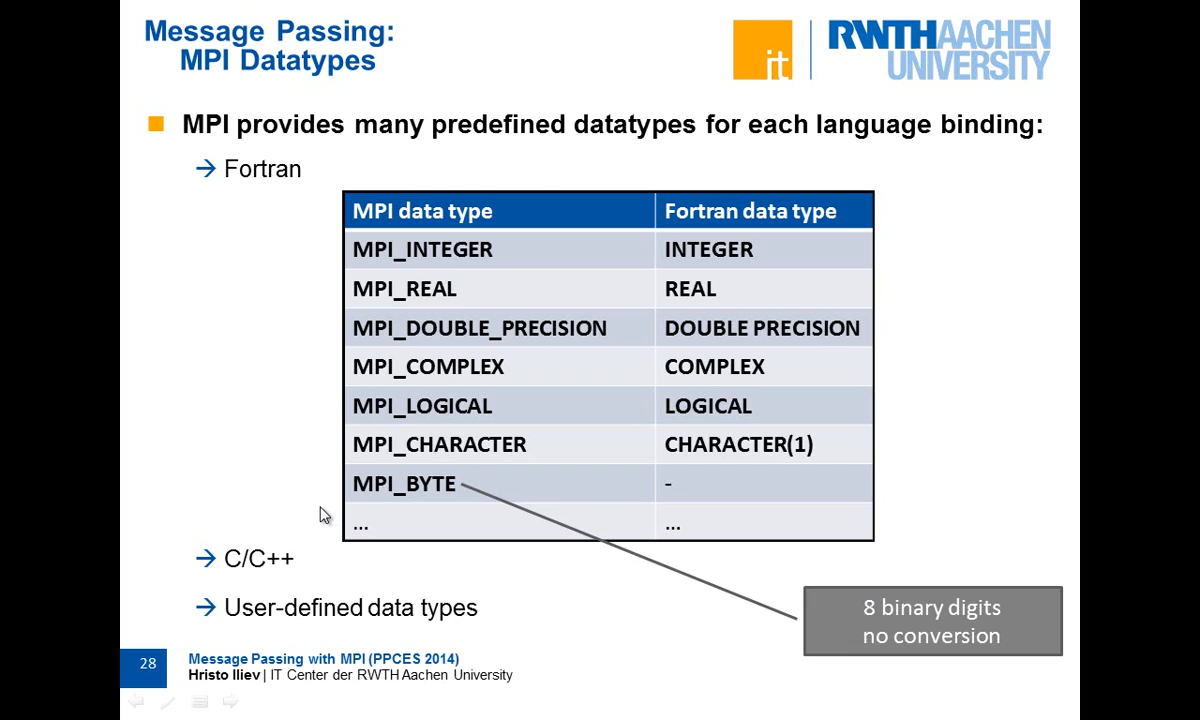 Message Passing:
MPI Datatypes
it
RWTHAACHEN
UNIVERSITY
MPI provides many predefined datatypes for each language binding:
→ Fortran
MPI data type Fortran data type
MPI_INTEGER INTEGER
MPI_REAL REAL
MPI_DOUBLE_PRECISION DOUBLE PRECISION
MPI_COMPLEX COMPLEX
MPI_LOGICAL LOGICAL
MPI_CHARACTER CHARACTER(1)
MPI_BYTE -
... ...
→ C/C++
→ User-defined data types
8 binary digits
no conversion
28
Message Passing with MPI (PPCES 2014)
Hristo Iliev | IT Center der RWTH Aachen University